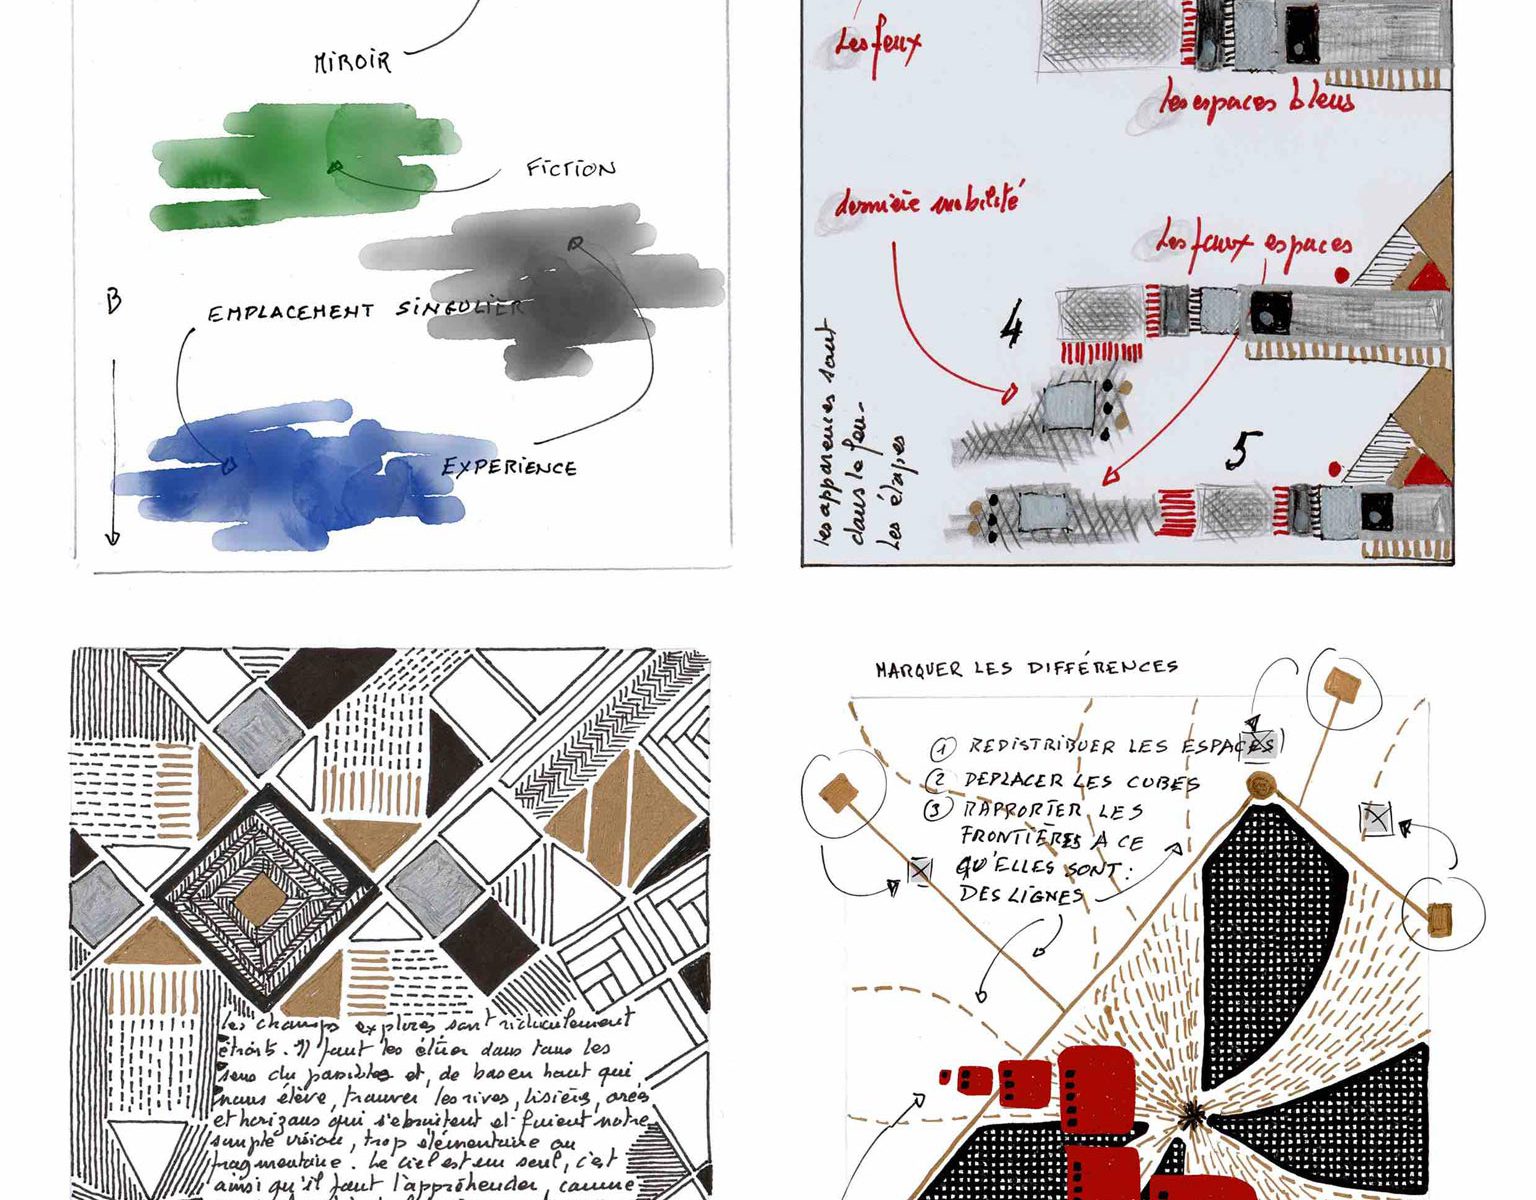 MIROIR
FICTION
B
EMPLACEMENT SINGULIER
EXPERIENCE
Les feux
les espaces bleus
dernière mobilité
Les faux espaces
4
5
les apparences sont
dans le feu-
Les étapes
les champs explorés sont ridiculement
étroits. Il faut les étirer dans tous les
sens du possible et, de bas en haut qui
nous élève, trouver les rives, lisières, orées
et horizons qui s'ébruitent et fuient notre
simple vision, trop élémentaire ou
fragmentaire. Le ciel est un seul, c'est
ainsi qu'il faut l'appréhender, comme
MARQUER LES DIFFÉRENCES
1 REDISTRIBUER LES ESPACES
2 DEPLACER LES CUBES
3 RAPPORTER LES
FRONTIÈRES A CE
QU'ELLES SONT :
DES LIGNES